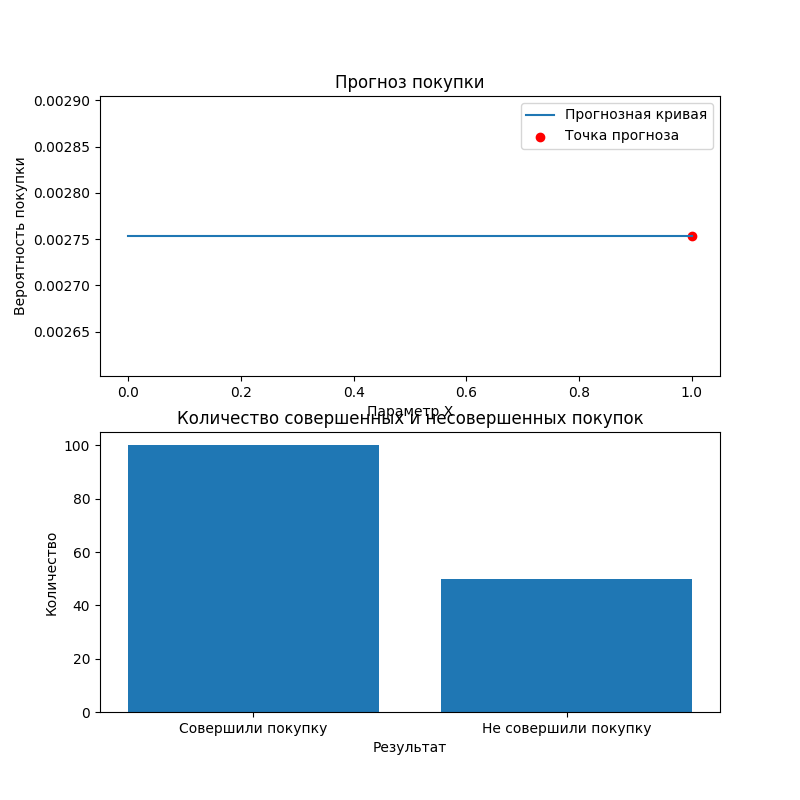 Прогноз покупки
Вероятность покупки
0.00290
0.00285
0.00280
0.00275
0.00270
0.00265
Прогнозная кривая
Точка прогноза
0.0 0.2 0.4 0.6 0.8 1.0
Параметр X
Количество совершенных и несовершенных покупок
Количество
100
80
60
40
20
0
Совершили покупку Не совершили покупку
Результат